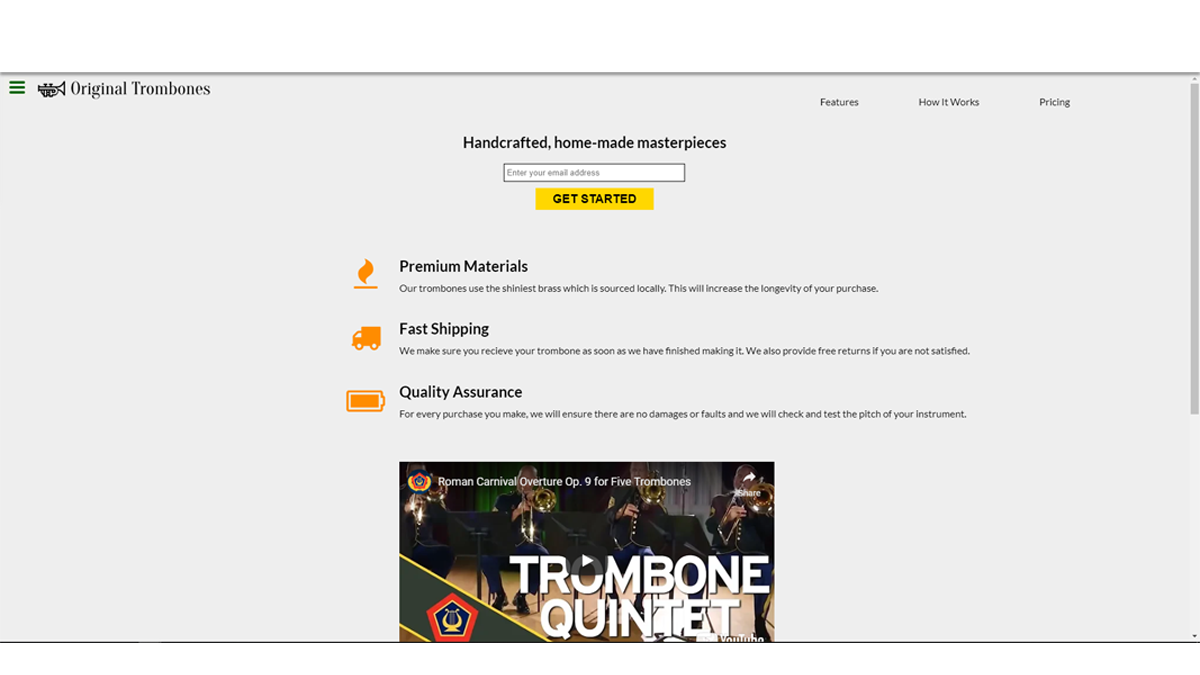 Original Trombones
Features
How It Works
Pricing
Handcrafted, home-made masterpieces
Enter your email address
GET STARTED
Premium Materials
Our trombones use the shiniest brass which is sourced locally. This will increase the longevity of your purchase.
Fast Shipping
We make sure you recieve your trombone as soon as we have finished making it. We also provide free returns if you are not satisfied.
Quality Assurance
For every purchase you make, we will ensure there are no damages or faults and we will check and test the pitch of your instrument.
Roman Carnival Overture Op. 9 for Five Trombones
Share
TROMBONE
QUINTET
YouTube